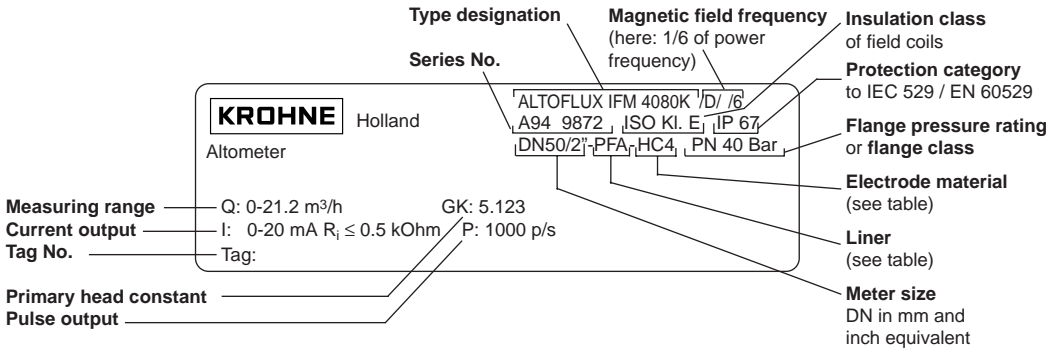 Type designation
Magnetic field frequency
(here: 1/6 of power
frequency)
Insulation class
of field coils
Series No.
Protection category
to IEC 529 / EN 60529
Flange pressure rating
or flange class
Electrode material
(see table)
Liner
(see table)
Meter size
DN in mm and
inch equivalent
KROHNE Holland
Altometer
ALTOFLUX IFM 4080K /D/ /6
A94 9872 ISO KI. E IP 67
DN50/2"-PFA-HC4 PN 40 Bar
Measuring range
Q: 0-21.2 m³/h GK: 5.123
Current output
I: 0-20 mA Ri ≤ 0.5 kOhm P: 1000 p/s
Tag No.
Tag:
Primary head constant
Pulse output